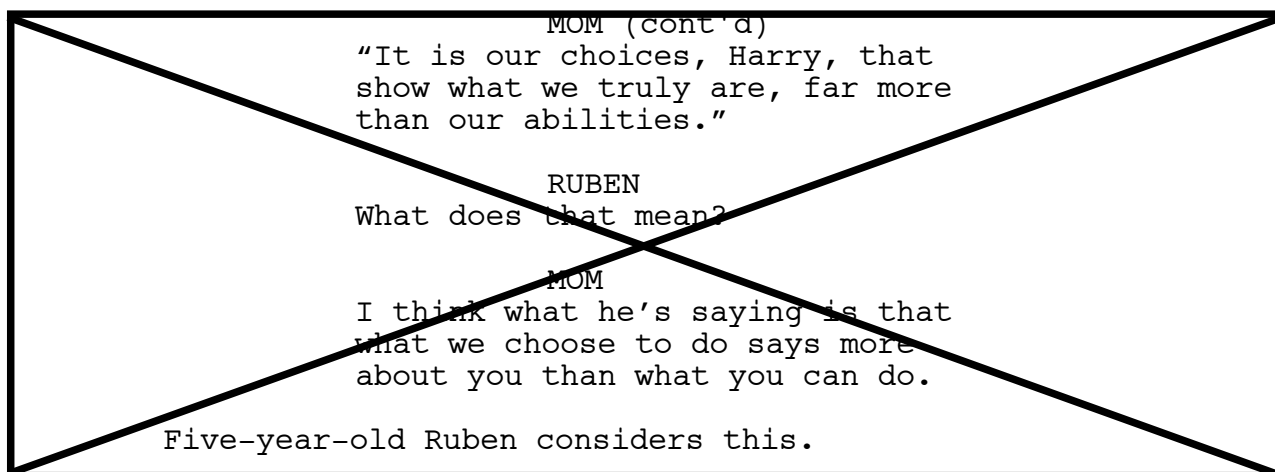 MOM (cont'd)
“It is our choices, Harry, that
show what we truly are, far more
than our abilities.”
RUBEN
What does that mean?
MOM
I think what he’s saying is that
what we choose to do says more
about you than what you can do.
Five-year-old Ruben considers this.